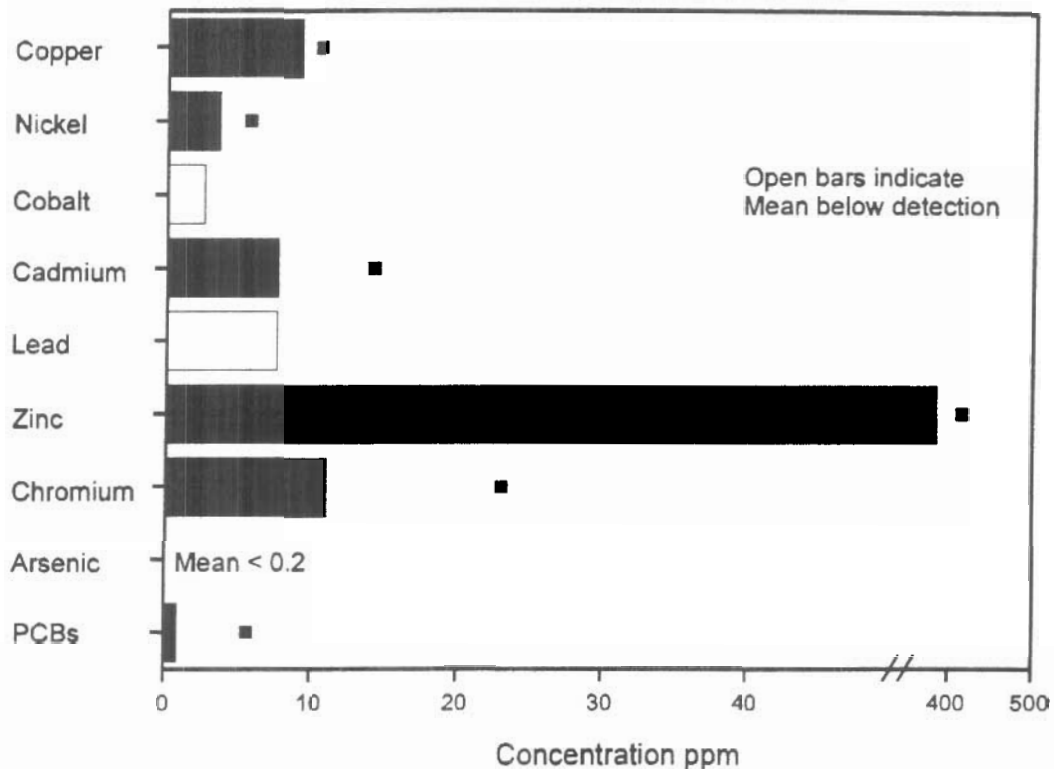 Copper
Nickel
Cobalt
Open bars indicate
Mean below detection
Cadmium
Lead
Zinc
Chromium
Arsenic
Mean < 0.2
PCBs
0 10 20 30 40 400 500
Concentration ppm